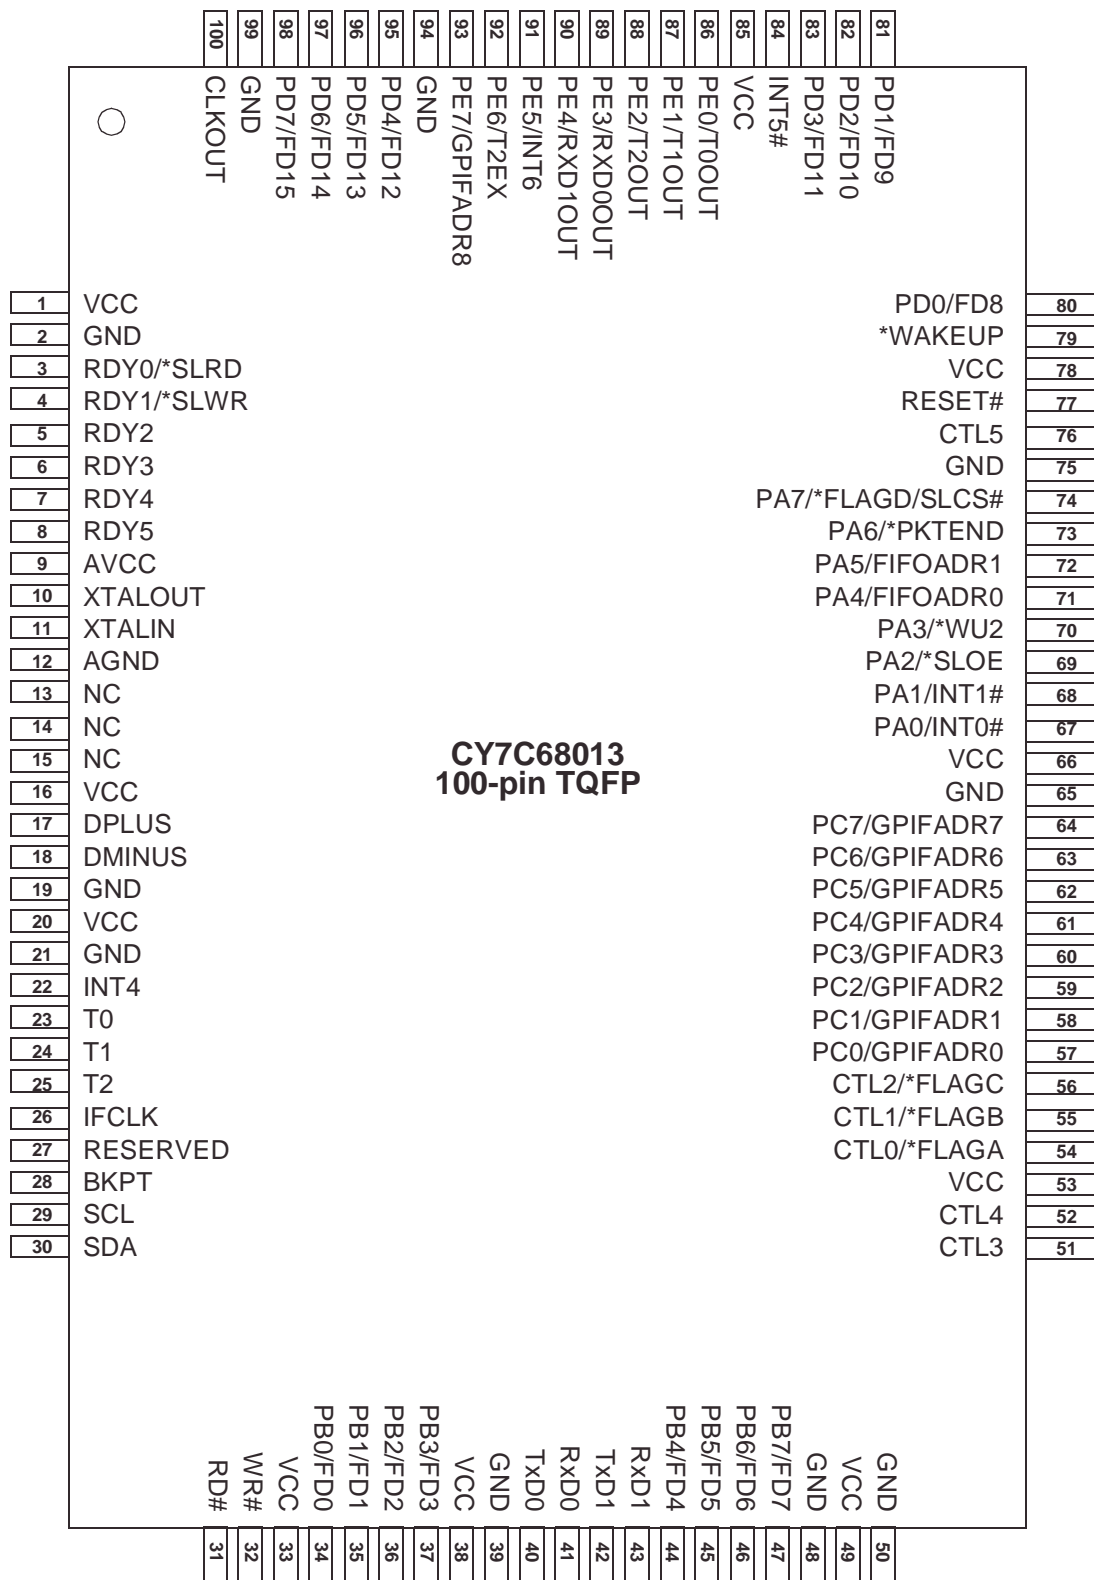 100 99 98 97 96 95 94 93 92 91 90 89 88 87 86 85 84 83 82 81
CLKOUT
GND
PD7/FD15
PD6/FD14
PD5/FD13
PD4/FD12
GND
PE7/GPIFADR8
PE6/T2EX
PE5/INT6
PE4/RXD1OUT
PE3/RXD0OUT
PE2/T2OUT
PE1/T1OUT
PE0/T0OUT
VCC
INT5#
PD3/FD11
PD2/FD10
PD1/FD9
1 VCC
2 GND
3 RDY0/*SLRD
4 RDY1/*SLWR
5 RDY2
6 RDY3
7 RDY4
8 RDY5
9 AVCC
10 XTALOUT
11 XTALIN
12 AGND
13 NC
14 NC
15 NC
16 VCC
17 DPLUS
18 DMINUS
19 GND
20 VCC
21 GND
22 INT4
23 T0
24 T1
25 T2
26 IFCLK
27 RESERVED
28 BKPT
29 SCL
30 SDA
CY7C68013
100-pin TQFP
PD0/FD8 80
*WAKEUP 79
VCC 78
RESET# 77
CTL5 76
GND 75
PA7/*FLAGD/SLCS# 74
PA6/*PKTEND 73
PA5/FIFOADR1 72
PA4/FIFOADR0 71
PA3/*WU2 70
PA2/*SLOE 69
PA1/INT1# 68
PA0/INT0# 67
VCC 66
GND 65
PC7/GPIFADR7 64
PC6/GPIFADR6 63
PC5/GPIFADR5 62
PC4/GPIFADR4 61
PC3/GPIFADR3 60
PC2/GPIFADR2 59
PC1/GPIFADR1 58
PC0/GPIFADR0 57
CTL2/*FLAGC 56
CTL1/*FLAGB 55
CTL0/*FLAGA 54
VCC 53
CTL4 52
CTL3 51
RD#
WR#
VCC
PB0/FD0
PB1/FD1
PB2/FD2
PB3/FD3
VCC
GND
TxD0
RxD0
TxD1
RxD1
PB4/FD4
PB5/FD5
PB6/FD6
PB7/FD7
GND
VCC
GND
31 32 33 34 35 36 37 38 39 40 41 42 43 44 45 46 47 48 49 50